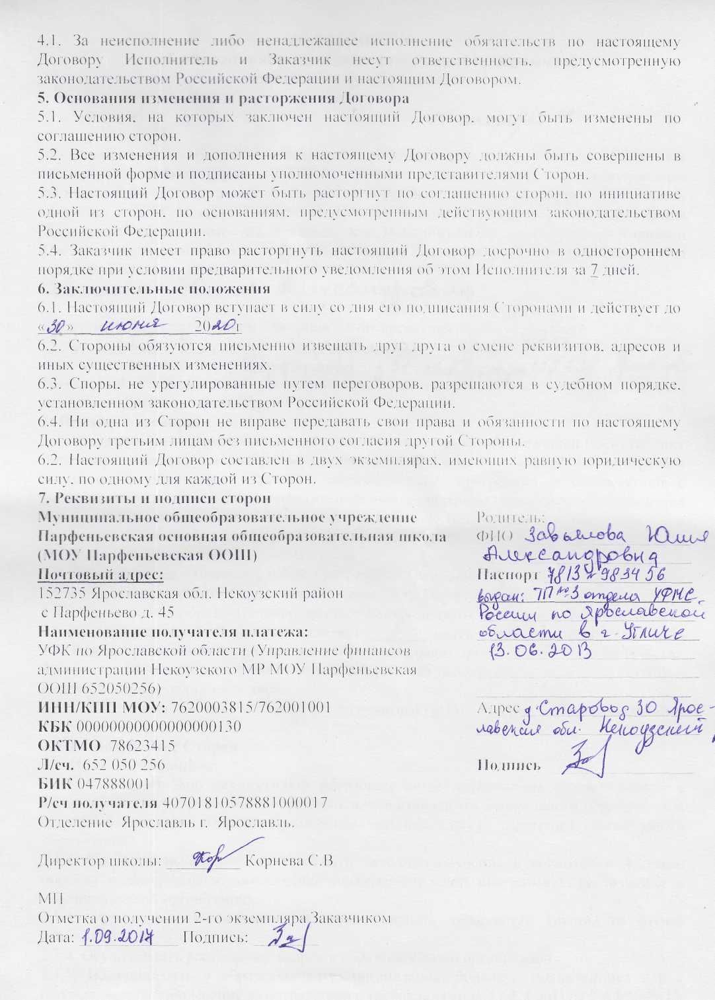 4.1. За неисполнение либо ненадлежащее исполнение обязательств по настоящему
Договору Исполнитель и Заказчик несут ответственность, предусмотренную
законодательством Российской Федерации и настоящим Договором.
5. Основания изменения и расторжения Договора
5.1. Условия, на которых заключен настоящий Договор, могут быть изменены по
соглашению сторон.
5.2. Все изменения и дополнения к настоящему Договору должны быть совершены в
письменной форме и подписаны уполномоченными представителями Сторон.
5.3. Настоящий Договор может быть расторгнут по соглашению сторон, по инициативе
одной из сторон, по основаниям, предусмотренным действующим законодательством
Российской Федерации.
5.4. Заказчик имеет право расторгнуть настоящий Договор досрочно в одностороннем
порядке при условии предварительного уведомления об этом Исполнителя за 7 дней.
6. Заключительные положения
6.1. Настоящий Договор вступает в силу со дня его подписания Сторонами и действует до
«30» июния 2020г
6.2. Стороны обязуются письменно извещать друг друга о смене реквизитов, адресов и
иных существенных изменениях.
6.3. Споры, не урегулированные путем переговоров, разрешаются в судебном порядке,
установленном законодательством Российской Федерации.
6.4. Ни одна из Сторон не вправе передавать свои права и обязанности по настоящему
Договору третьим лицам без письменного согласия другой Стороны.
6.2. Настоящий Договор составлен в двух экземплярах, имеющих равную юридическую
силу, по одному для каждой из Сторон.
7. Реквизиты и подписи сторон
Муниципальное общеобразовательное учреждение
Парфеньевская основная общеобразовательная школа
(МОУ Парфеньевская ООШ)
Почтовый адрес:
152735 Ярославская обл. Некоузский район
с Парфеньево д. 45
Наименование получателя платежа:
УФК по Ярославской области (Управление финансов
администрации Некоузского МР МОУ Парфеньевская
ООШ 652050256)
ИНН/КПП МОУ: 7620003815/762001001
КБК 00000000000000000130
ОКТМО 78623415
Л/сч. 652 050 256
БИК 047888001
Р/сч получателя 40701810578881000017
Отделение Ярославль г. Ярославль.
Родитель:
ФИО Завьялова Юлия
Александровна
Паспорт 7813 № 983456
выдан: ТП №3 отдела УФМС
России по Ярославской
области в г. Угличе
13.06.2013
Адрес д. Старовод 30 Ярос-
лавская обл. Некоузский р
Подпись
Директор школы: Корнева С.В
МП
Отметка о получении 2-го экземпляра Заказчиком
Дата: 1.09.2017 Подпись: